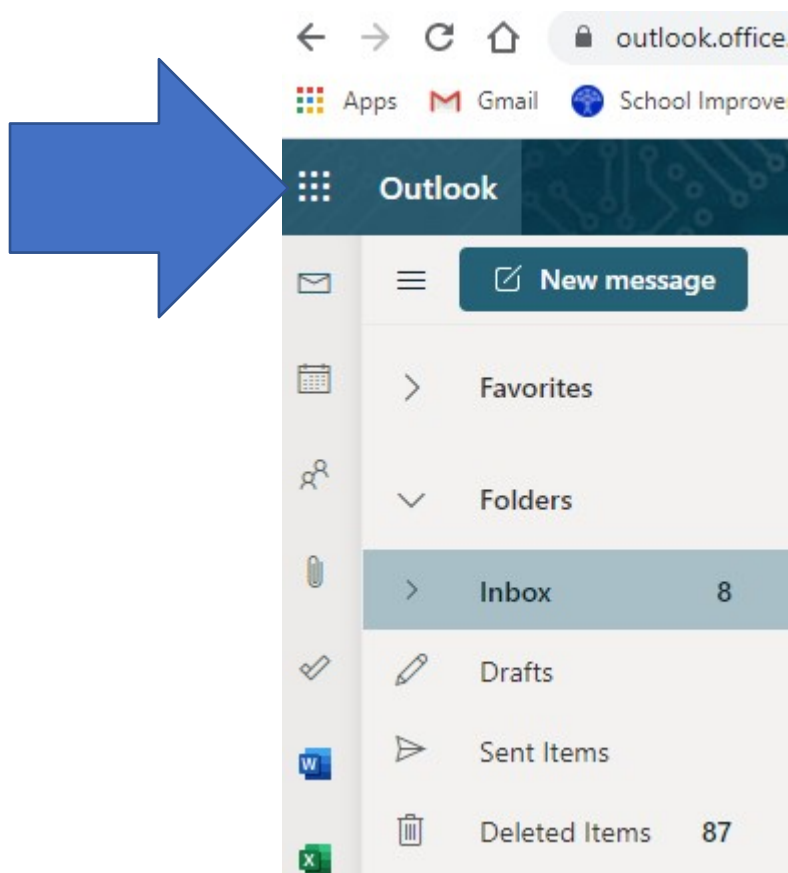 outlook.office.
Apps Gmail School Improve
Outlook
New message
Favorites
Folders
Inbox 8
Drafts
Sent Items
Deleted Items 87